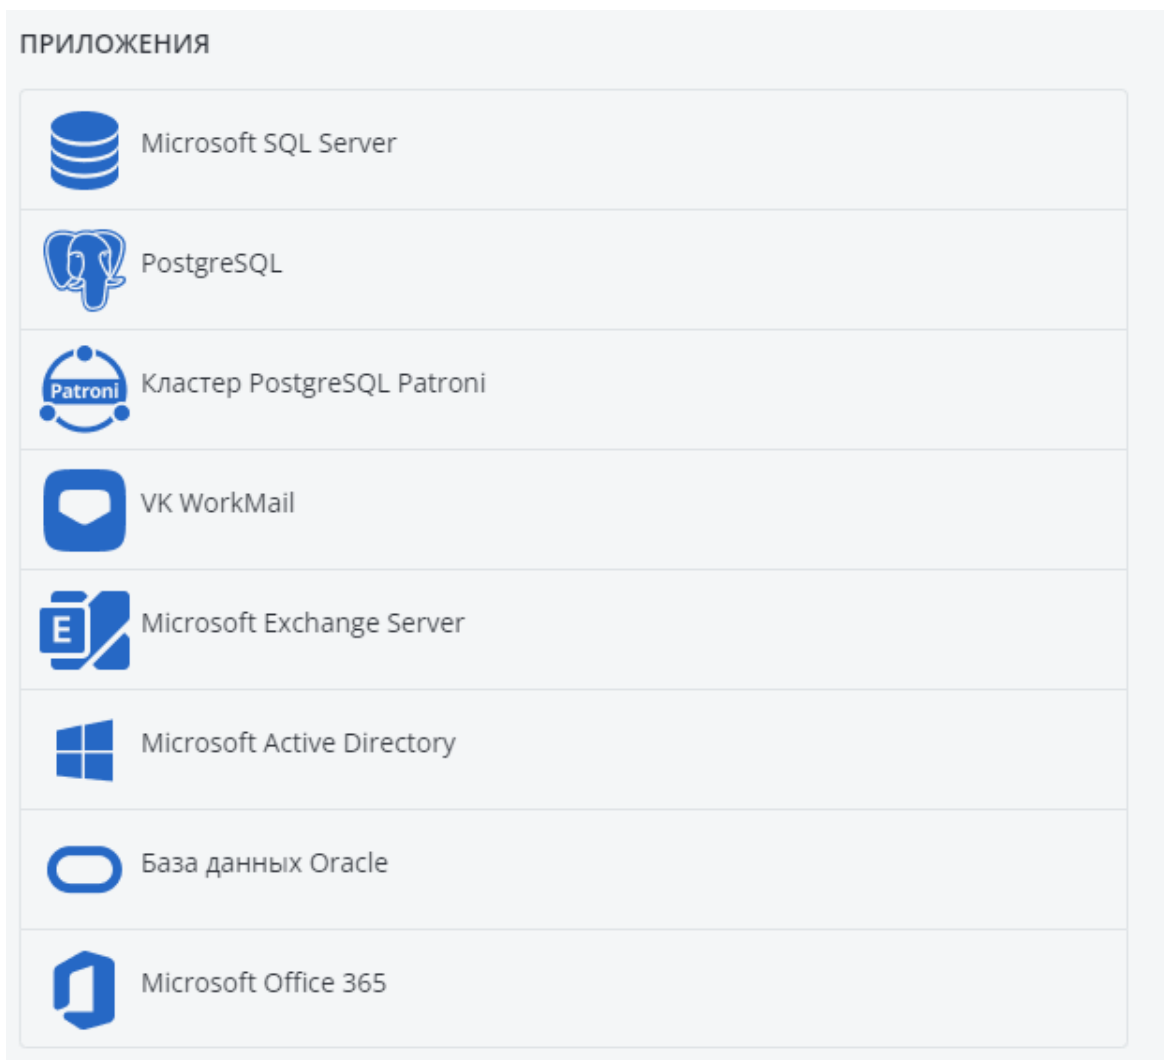 ПРИЛОЖЕНИЯ
Microsoft SQL Server
PostgreSQL
Patroni
Кластер PostgreSQL Patroni
VK WorkMail
E
Microsoft Exchange Server
Microsoft Active Directory
База данных Oracle
Microsoft Office 365